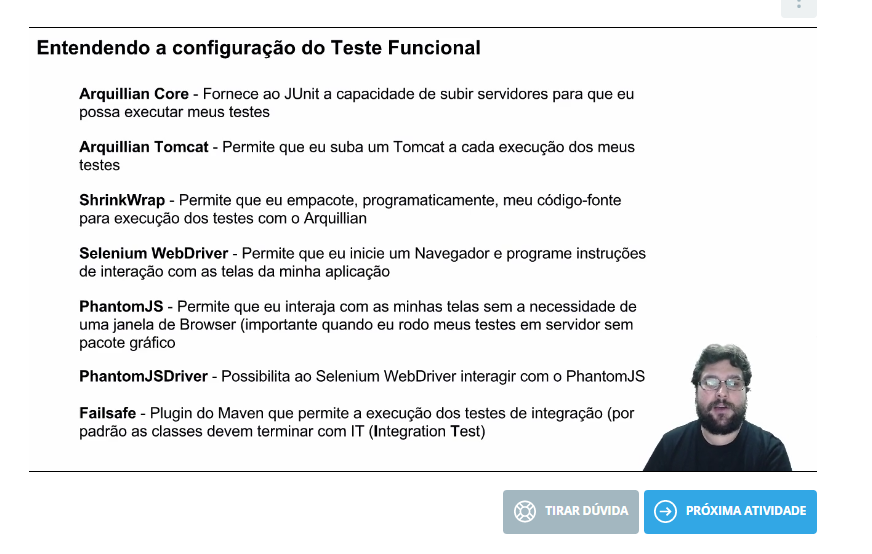 Entendendo a configuração do Teste Funcional
Arquillian Core - Fornece ao JUnit a capacidade de subir servidores para que eu
possa executar meus testes
Arquillian Tomcat - Permite que eu suba um Tomcat a cada execução dos meus
testes
ShrinkWrap - Permite que eu empacote, programaticamente, meu código-fonte
para execução dos testes com o Arquillian
Selenium WebDriver - Permite que eu inicie um Navegador e programe instruções
de interação com as telas da minha aplicação
PhantomJS - Permite que eu interaja com as minhas telas sem a necessidade de
uma janela de Browser (importante quando eu rodo meus testes em servidor sem
pacote gráfico
PhantomJSDriver - Possibilita ao Selenium WebDriver interagir com o PhantomJS
Failsafe - Plugin do Maven que permite a execução dos testes de integração (por
padrão as classes devem terminar com IT (Integration Test)
TIRAR DÚVIDA
PRÓXIMA ATIVIDADE